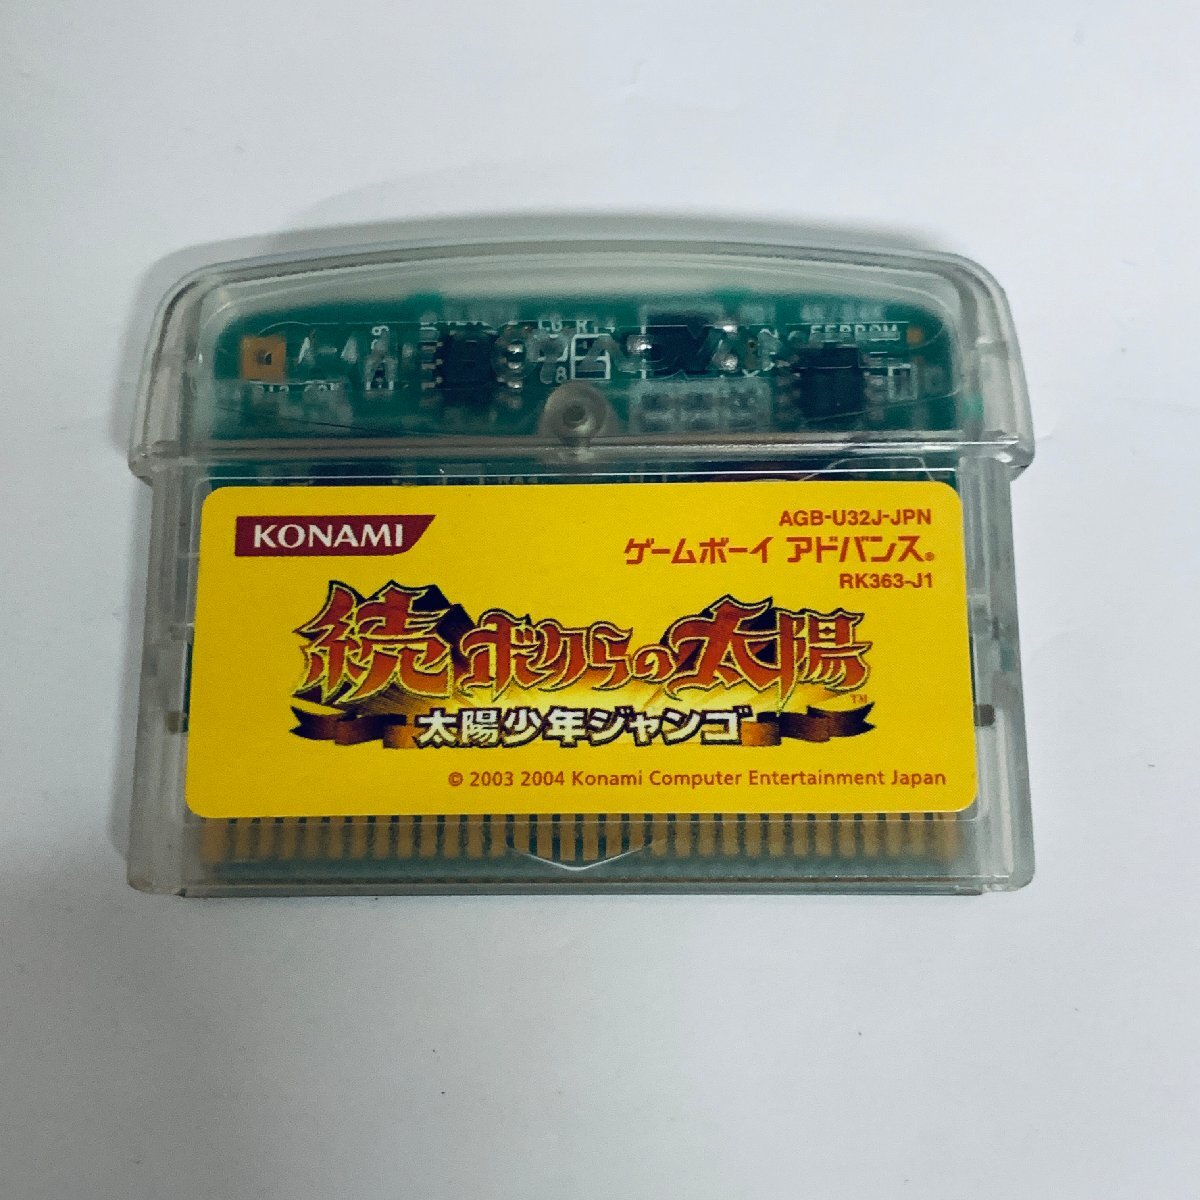 EEPROM
KONAMI
AGB-U32J-JPN
ゲームボーイ アドバンス®
RK363-J1
続 ボクらの太陽™
太陽少年ジャンゴ
© 2003 2004 Konami Computer Entertainment Japan